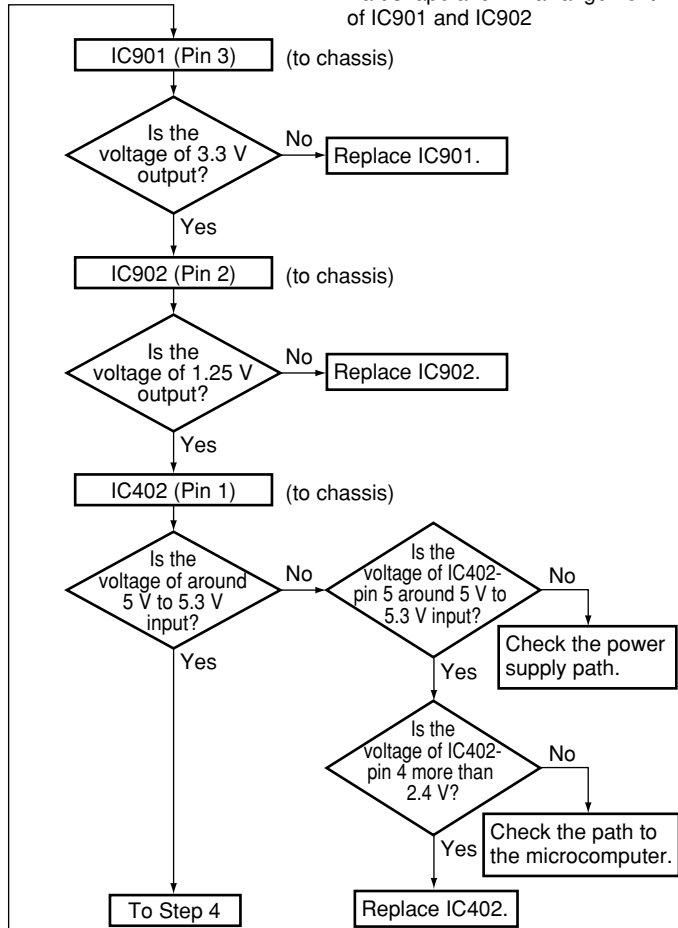 of IC901 and IC902
IC901 (Pin 3)
(to chassis)
Is the
voltage of 3.3 V
output?
No
Replace IC901.
Yes
IC902 (Pin 2)
(to chassis)
Is the
voltage of 1.25 V
output?
No
Replace IC902.
Yes
IC402 (Pin 1)
(to chassis)
Is the
voltage of around
5 V to 5.3 V
input?
No
Is the
voltage of IC402-
pin 5 around 5 V to
5.3 V input?
No
Check the power
supply path.
Yes
Yes
Is the
voltage of IC402-
pin 4 more than
2.4 V?
No
Check the path to
the microcomputer.
Yes
To Step 4
Replace IC402.